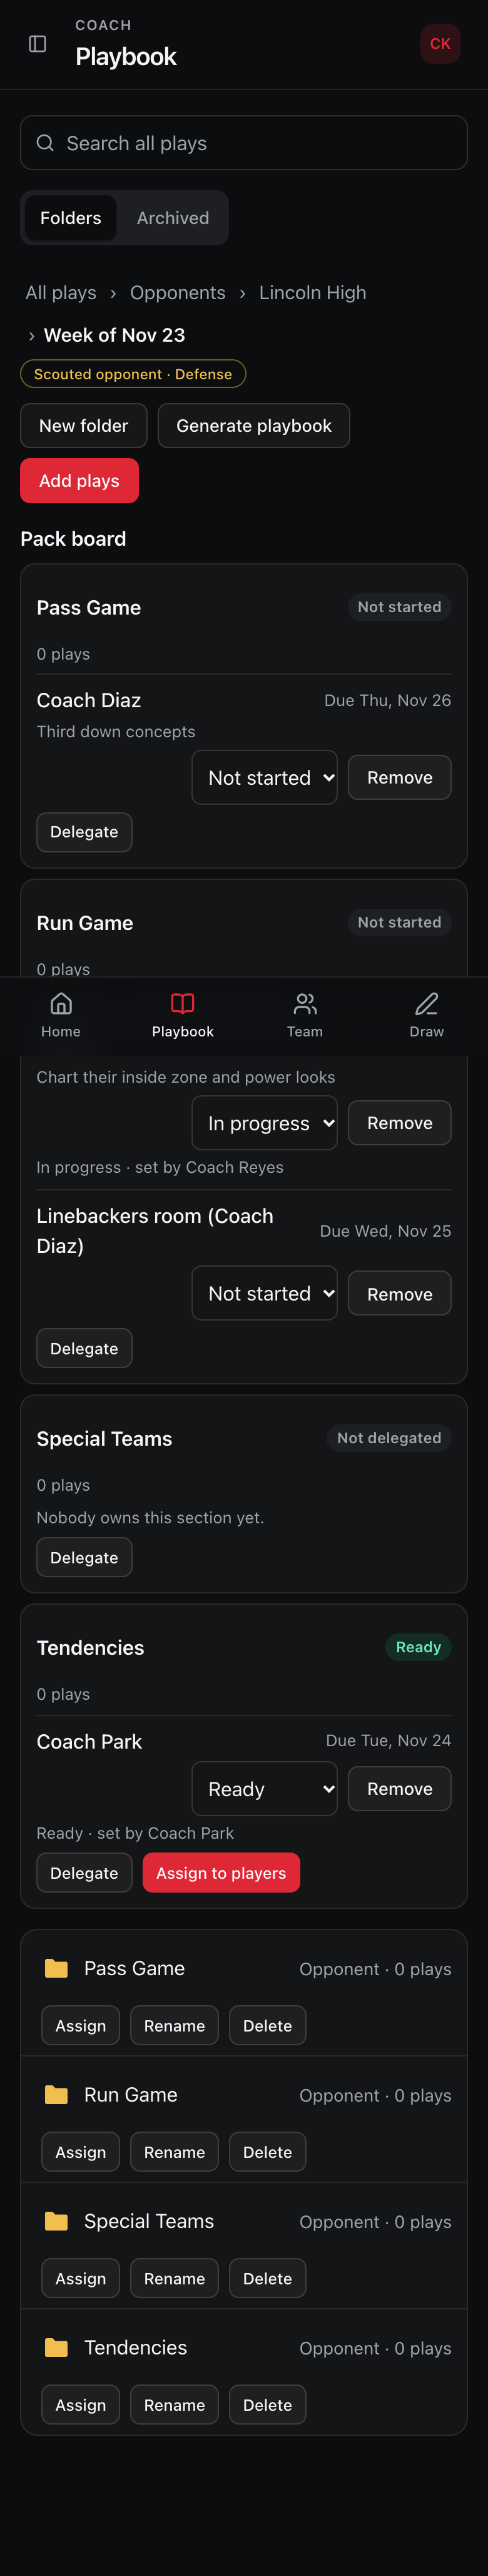 COACH
Playbook
CK
Search all plays
Folders
Archived
All plays › Opponents › Lincoln High
› Week of Nov 23
Scouted opponent · Defense
New folder
Generate playbook
Add plays
Pack board
Pass Game
Not started
0 plays
Coach Diaz
Due Thu, Nov 26
Third down concepts
Not started
Remove
Delegate
Run Game
Not started
0 plays
Home
Playbook
Team
Draw
Chart their inside zone and power looks
In progress
Remove
In progress · set by Coach Reyes
Linebackers room (Coach
Diaz)
Due Wed, Nov 25
Not started
Remove
Delegate
Special Teams
Not delegated
0 plays
Nobody owns this section yet.
Delegate
Tendencies
Ready
0 plays
Coach Park
Due Tue, Nov 24
Ready
Remove
Ready · set by Coach Park
Delegate
Assign to players
Pass Game
Opponent · 0 plays
Assign
Rename
Delete
Run Game
Opponent · 0 plays
Assign
Rename
Delete
Special Teams
Opponent · 0 plays
Assign
Rename
Delete
Tendencies
Opponent · 0 plays
Assign
Rename
Delete